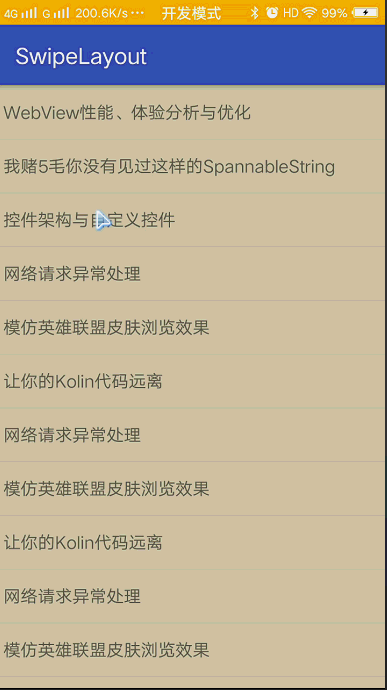 4G G 200.6K/s ··· 开发模式 HD 99%
SwipeLayout
WebView性能、体验分析与优化
我赌5毛你没有见过这样的SpannableString
控件架构与自定义控件
网络请求异常处理
模仿英雄联盟皮肤浏览效果
让你的Kolin代码远离
网络请求异常处理
模仿英雄联盟皮肤浏览效果
让你的Kolin代码远离
网络请求异常处理
模仿英雄联盟皮肤浏览效果